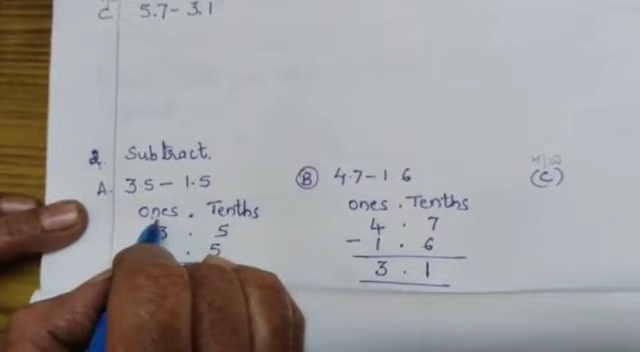 C 5.7 - 3.1
2. Subtract.
A. 3.5 - 1.5
ones . Tenths
3 . 5
. 5
B 4.7 - 1.6
ones . Tenths
4 . 7
- 1 . 6
3 . 1
H/W
(C)